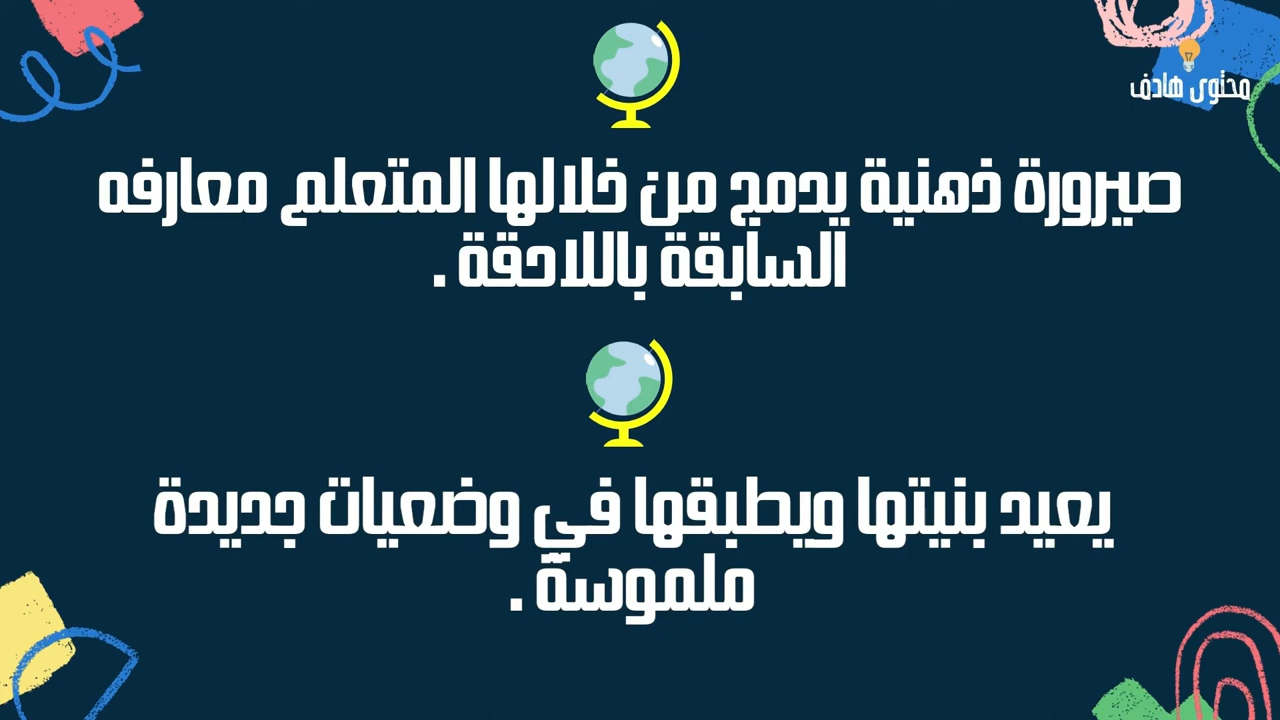 محتوى هادف
صيرورة ذهنية يدمج من خلالها المتعلم معارفه
السابقة باللاحقة .
يعيد بنيتها ويطبقها في وضعيات جديدة
ملموسة .